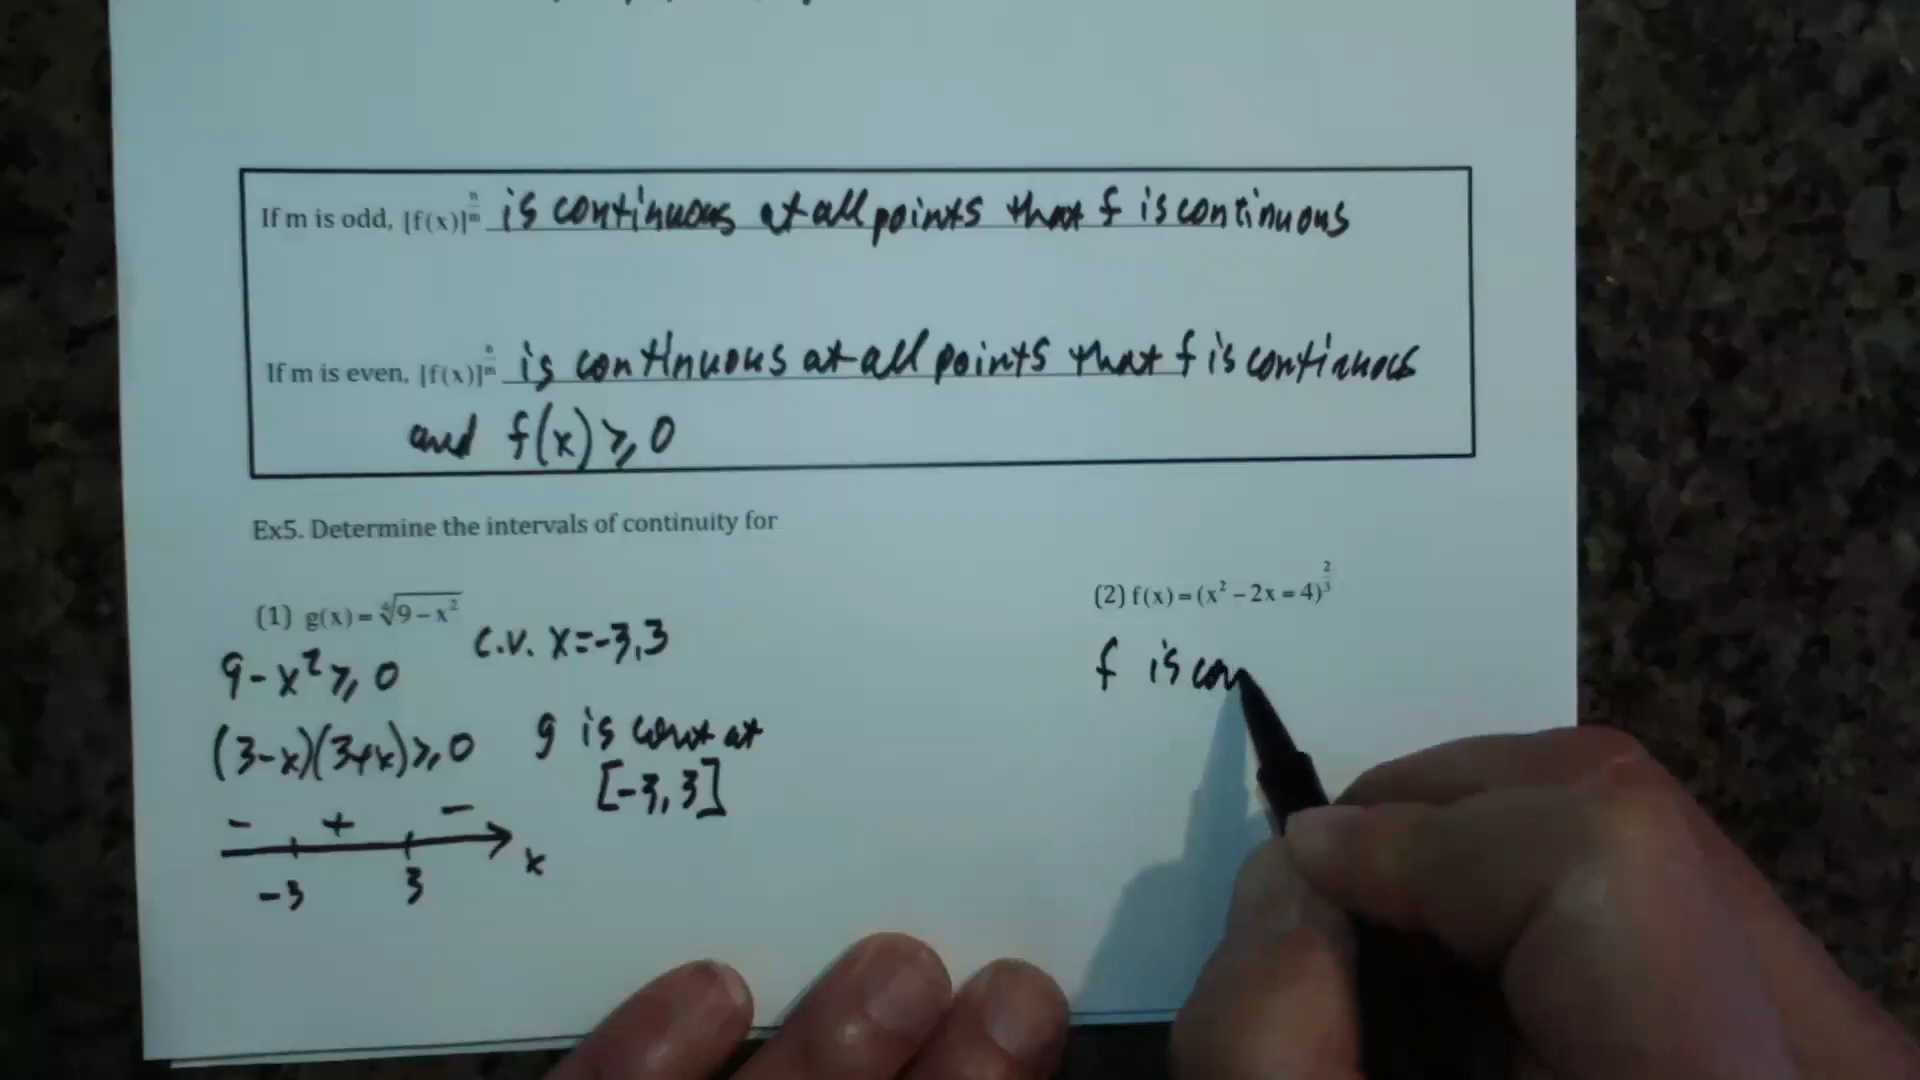 If m is odd, [f(x)]^(n/m) is continuous at all points that f is continuous
If m is even, [f(x)]^(n/m) is continuous at all points that f is continuous
and f(x) ≥ 0
Ex5. Determine the intervals of continuity for
(1) g(x) = ∜(9 – x²)
C.V. x=-3,3
9-x² ≥ 0
(3-x)(3+x) ≥ 0
g is cont at
[-3,3]
- + -
-3 3 x
(2) f(x) = (x² – 2x = 4)^(2/3)
f is con